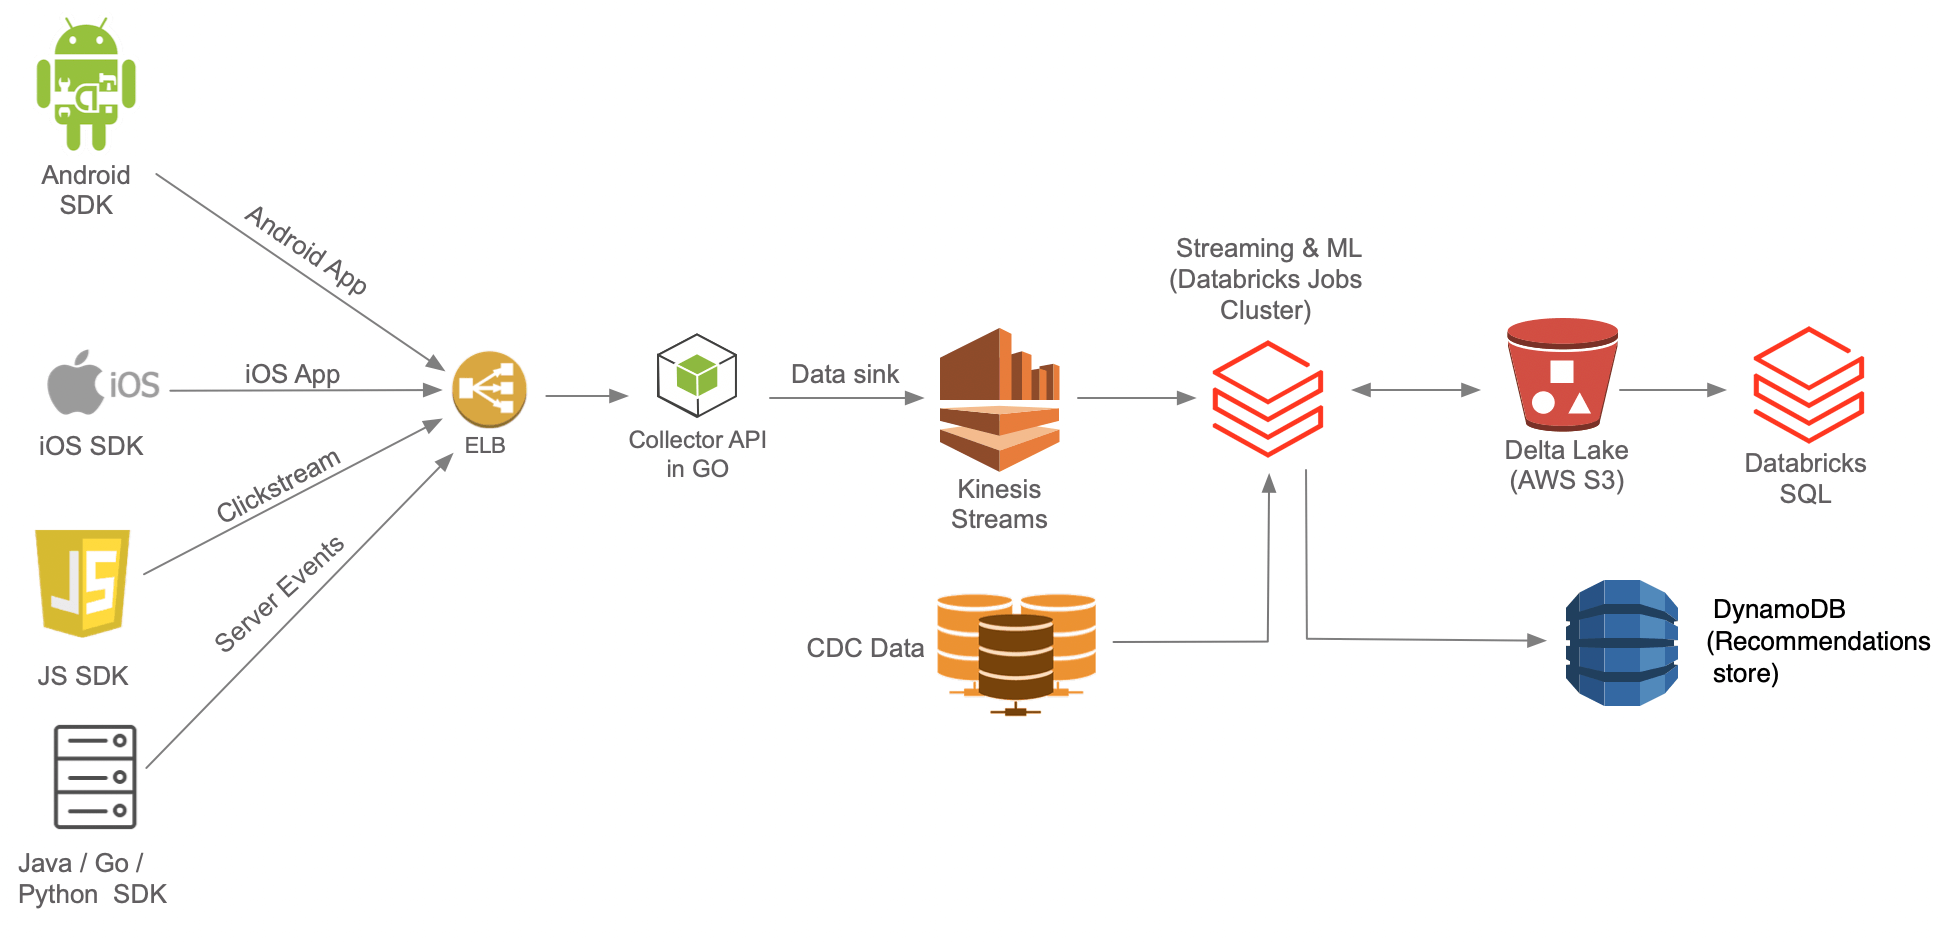 Android
SDK
Android App
iOS
iOS SDK
iOS App
JS
JS SDK
Clickstream
Java / Go /
Python  SDK
Server Events
ELB
Collector API
in GO
Data sink
Kinesis
Streams
CDC Data
Streaming & ML
(Databricks Jobs
Cluster)
Delta Lake
(AWS S3)
Databricks
SQL
DynamoDB
(Recommendations
store)